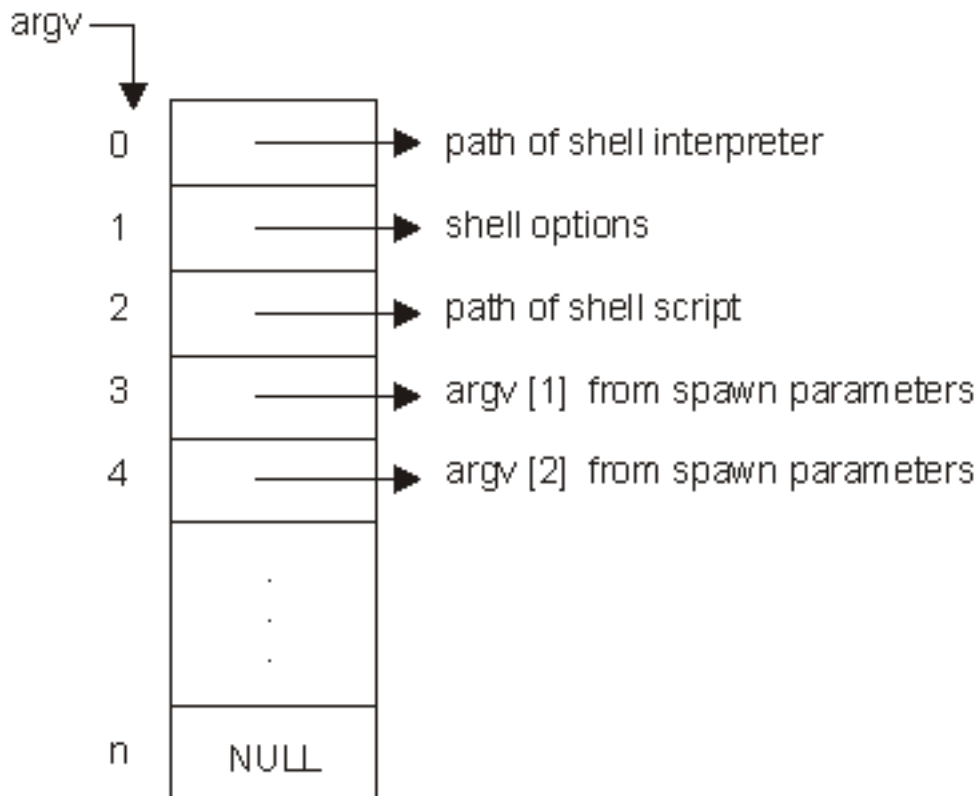 argv
0 path of shell interpreter
1 shell options
2 path of shell script
3 argv [1] from spawn parameters
4 argv [2] from spawn parameters
.
.
.
n NULL